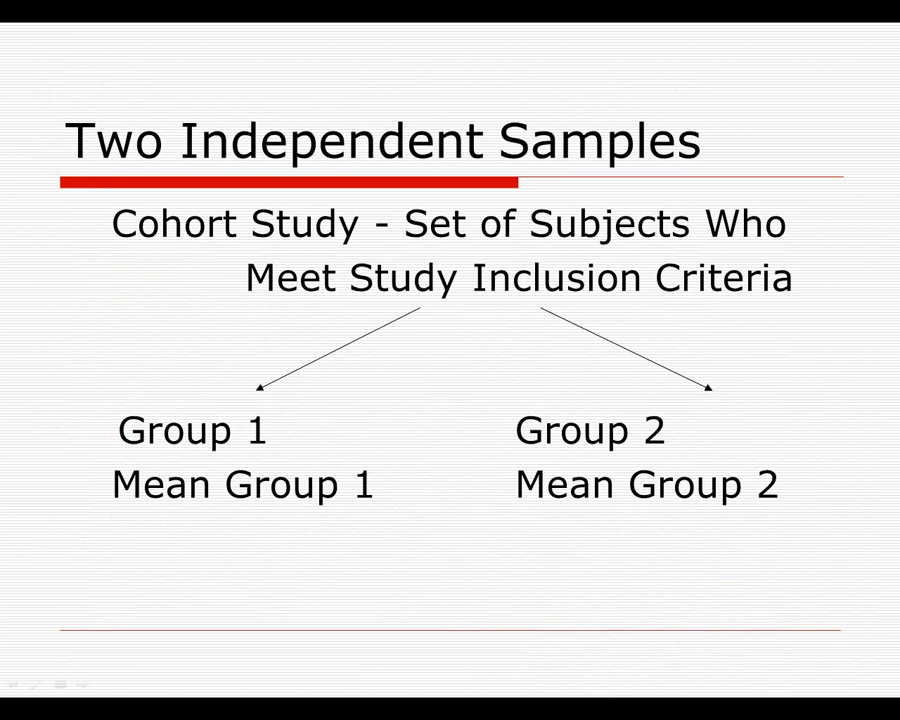 Two Independent Samples
Cohort Study - Set of Subjects Who
Meet Study Inclusion Criteria
Group 1 Group 2
Mean Group 1 Mean Group 2